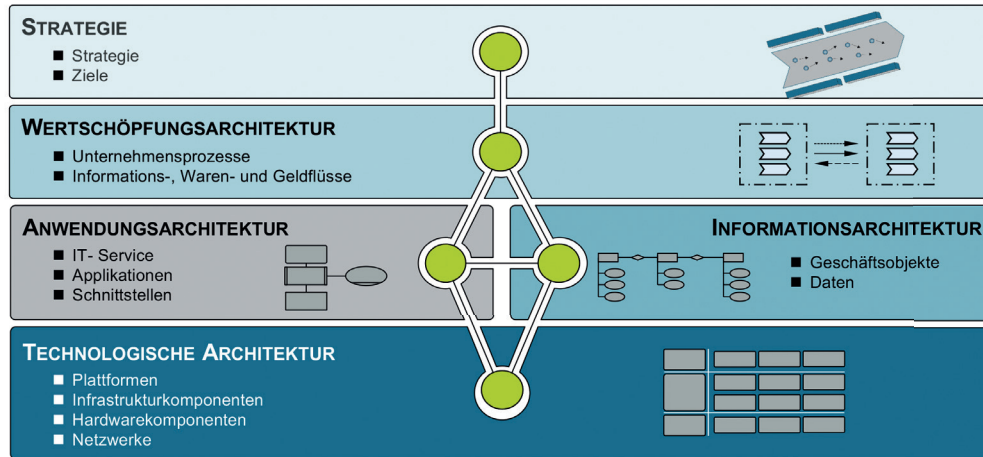 STRATEGIE
Strategie
Ziele
WERTSCHÖPFUNGSARCHITEKTUR
Unternehmensprozesse
Informations-, Waren- und Geldflüsse
ANWENDUNGSARCHITEKTUR
IT- Service
Applikationen
Schnittstellen
INFORMATIONSARCHITEKTUR
Geschäftsobjekte
Daten
TECHNOLOGISCHE ARCHITEKTUR
Plattformen
Infrastrukturkomponenten
Hardwarekomponenten
Netzwerke